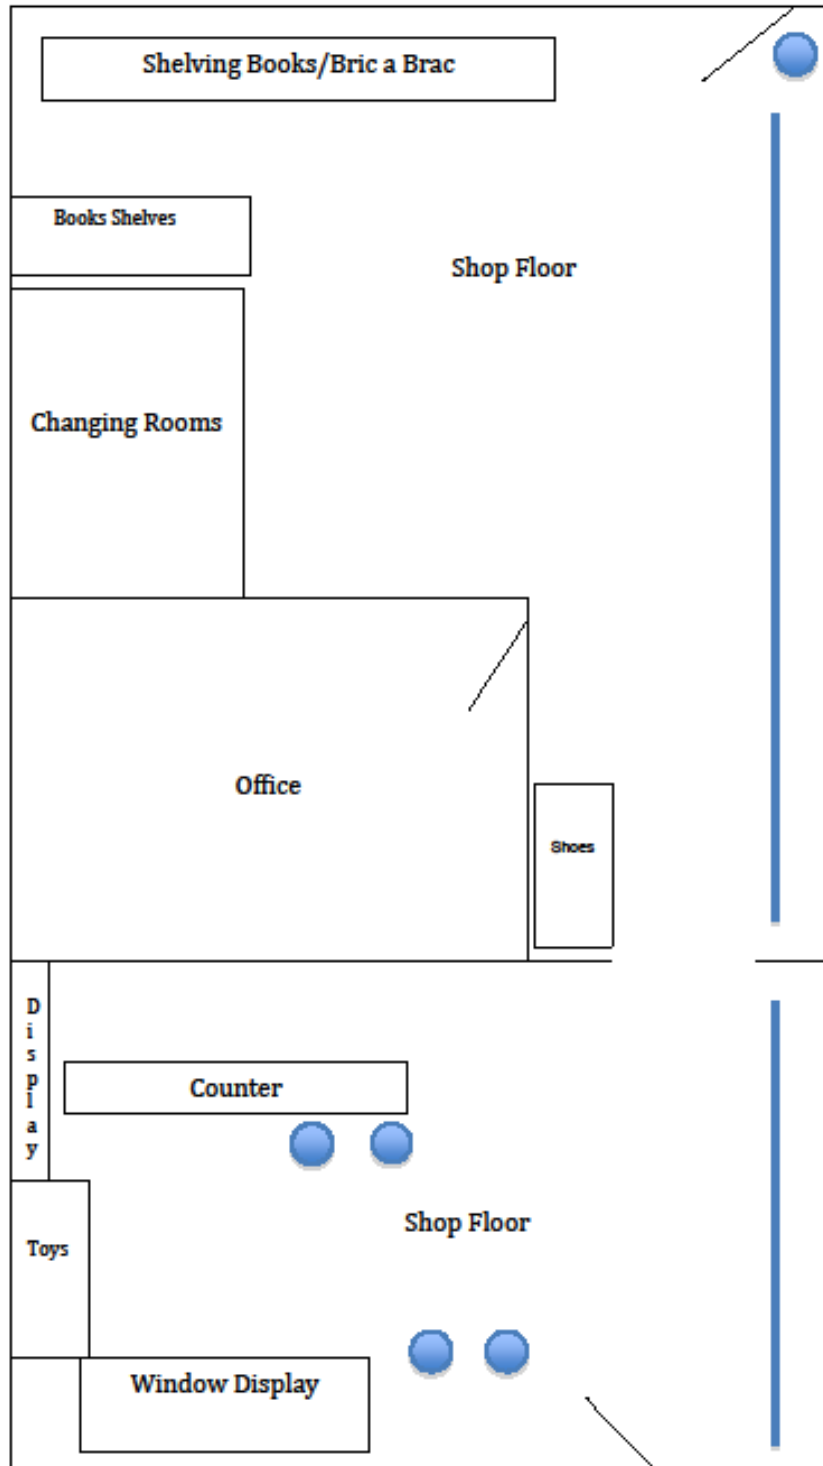 Shelving Books/Bric a Brac
Books Shelves
Shop Floor
Changing Rooms
Office
Shoes
Display
Counter
Shop Floor
Toys
Window Display